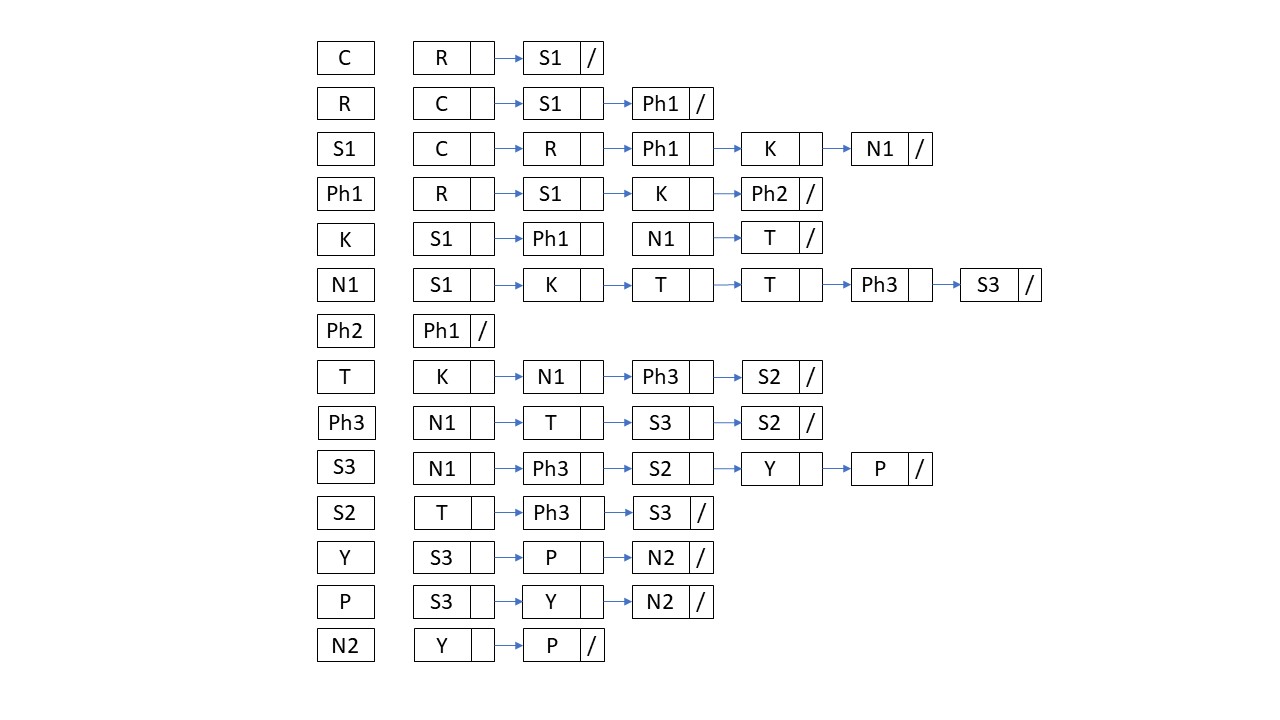 C R S1 /
R C S1 Ph1 /
S1 C R Ph1 K N1 /
Ph1 R S1 K Ph2 /
K S1 Ph1 N1 T /
N1 S1 K T T Ph3 S3 /
Ph2 Ph1 /
T K N1 Ph3 S2 /
Ph3 N1 T S3 S2 /
S3 N1 Ph3 S2 Y P /
S2 T Ph3 S3 /
Y S3 P N2 /
P S3 Y N2 /
N2 Y P /